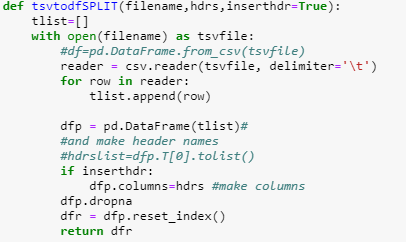 def tsvtodfSPLIT(filename,hdrs,inserthdr=True):
    tlist=[]
    with open(filename) as tsvfile:
        #df=pd.DataFrame.from_csv(tsvfile)
        reader = csv.reader(tsvfile, delimiter='\t')
        for row in reader:
            tlist.append(row)

        dfp = pd.DataFrame(tlist)#
        #and make header names
        #hdrslist=dfp.T[0].tolist()
        if inserthdr:
            dfp.columns=hdrs #make columns
        dfp.dropna
        dfr = dfp.reset_index()
        return dfr